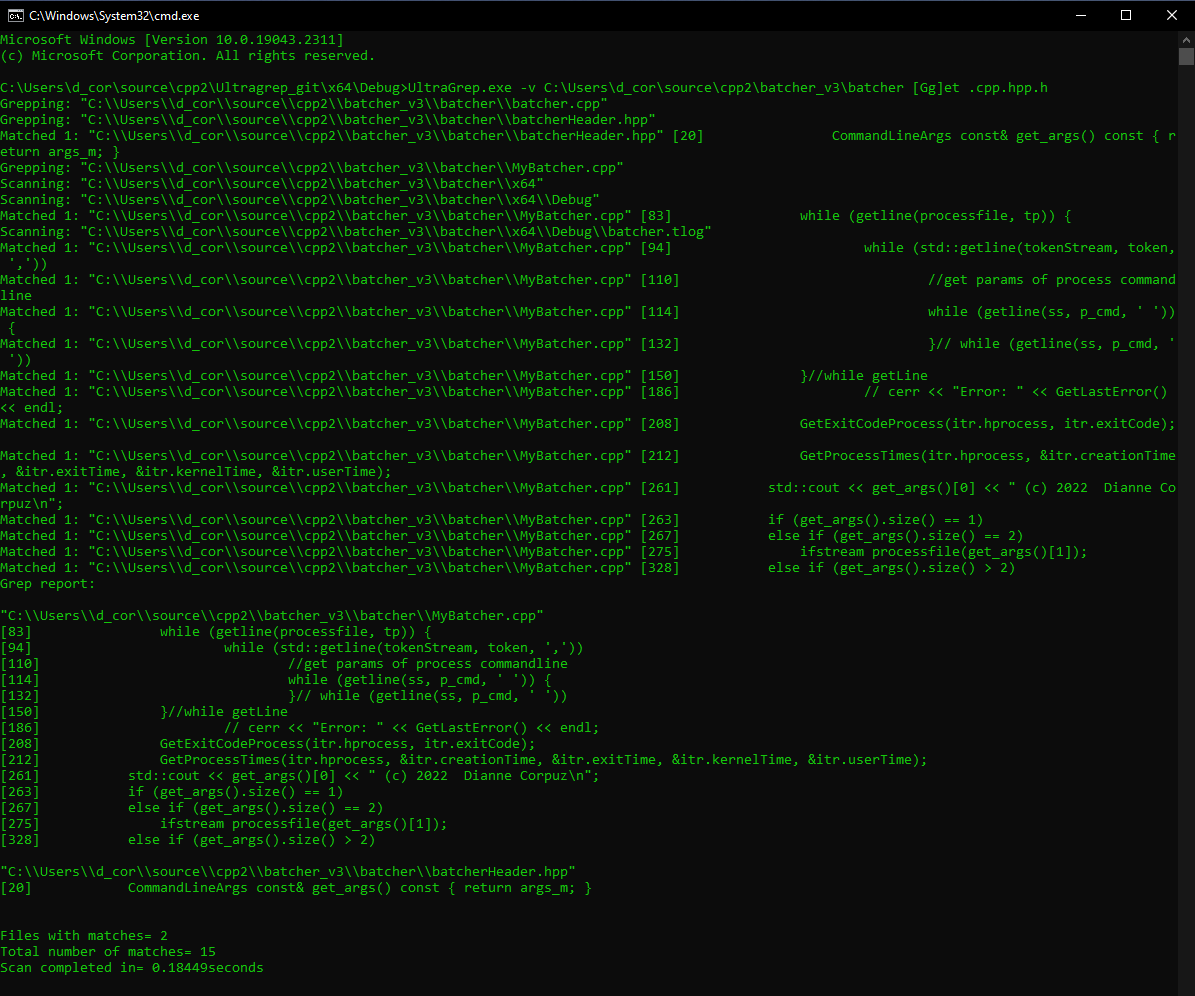 C:\Windows\System32\cmd.exe
Microsoft Windows [Version 10.0.19043.2311]
(c) Microsoft Corporation. All rights reserved.
C:\Users\d_cor\source\cpp2\Ultragrep_git\x64\Debug>UltraGrep.exe -v C:\Users\d_cor\source\cpp2\batcher_v3\batcher [Gg]et .cpp.hpp.h
Grepping: "C:\\Users\\d_cor\\source\\cpp2\\batcher_v3\\batcher\\batcher.cpp"
Grepping: "C:\\Users\\d_cor\\source\\cpp2\\batcher_v3\\batcher\\batcherHeader.hpp"
Matched 1: "C:\\Users\\d_cor\\source\\cpp2\\batcher_v3\\batcher\\batcherHeader.hpp" [20]                CommandLineArgs const& get_args() const { r
eturn args_m; }
Grepping: "C:\\Users\\d_cor\\source\\cpp2\\batcher_v3\\batcher\\MyBatcher.cpp"
Scanning: "C:\\Users\\d_cor\\source\\cpp2\\batcher_v3\\batcher\\x64"
Scanning: "C:\\Users\\d_cor\\source\\cpp2\\batcher_v3\\batcher\\x64\\Debug"
Matched 1: "C:\\Users\\d_cor\\source\\cpp2\\batcher_v3\\batcher\\MyBatcher.cpp" [83]                while (getline(processfile, tp)) {
Scanning: "C:\\Users\\d_cor\\source\\cpp2\\batcher_v3\\batcher\\x64\\Debug\\batcher.tlog"
Matched 1: "C:\\Users\\d_cor\\source\\cpp2\\batcher_v3\\batcher\\MyBatcher.cpp" [94]                        while (std::getline(tokenStream, token,
 ','))
Matched 1: "C:\\Users\\d_cor\\source\\cpp2\\batcher_v3\\batcher\\MyBatcher.cpp" [110]                               //get params of process command
line
Matched 1: "C:\\Users\\d_cor\\source\\cpp2\\batcher_v3\\batcher\\MyBatcher.cpp" [114]                               while (getline(ss, p_cmd, ' '))
 {
Matched 1: "C:\\Users\\d_cor\\source\\cpp2\\batcher_v3\\batcher\\MyBatcher.cpp" [132]                               }// while (getline(ss, p_cmd, '
 '))
Matched 1: "C:\\Users\\d_cor\\source\\cpp2\\batcher_v3\\batcher\\MyBatcher.cpp" [150]               }//while getLine
Matched 1: "C:\\Users\\d_cor\\source\\cpp2\\batcher_v3\\batcher\\MyBatcher.cpp" [186]                       // cerr << "Error: " << GetLastError()
<< endl;
Matched 1: "C:\\Users\\d_cor\\source\\cpp2\\batcher_v3\\batcher\\MyBatcher.cpp" [208]               GetExitCodeProcess(itr.hprocess, itr.exitCode);
Matched 1: "C:\\Users\\d_cor\\source\\cpp2\\batcher_v3\\batcher\\MyBatcher.cpp" [212]               GetProcessTimes(itr.hprocess, &itr.creationTime
, &itr.exitTime, &itr.kernelTime, &itr.userTime);
Matched 1: "C:\\Users\\d_cor\\source\\cpp2\\batcher_v3\\batcher\\MyBatcher.cpp" [261]           std::cout << get_args()[0] << " (c) 2022  Dianne Co
rpuz\n";
Matched 1: "C:\\Users\\d_cor\\source\\cpp2\\batcher_v3\\batcher\\MyBatcher.cpp" [263]           if (get_args().size() == 1)
Matched 1: "C:\\Users\\d_cor\\source\\cpp2\\batcher_v3\\batcher\\MyBatcher.cpp" [267]           else if (get_args().size() == 2)
Matched 1: "C:\\Users\\d_cor\\source\\cpp2\\batcher_v3\\batcher\\MyBatcher.cpp" [275]               ifstream processfile(get_args()[1]);
Matched 1: "C:\\Users\\d_cor\\source\\cpp2\\batcher_v3\\batcher\\MyBatcher.cpp" [328]           else if (get_args().size() > 2)
Grep report:
"C:\\Users\\d_cor\\source\\cpp2\\batcher_v3\\batcher\\MyBatcher.cpp"
[83]                while (getline(processfile, tp)) {
[94]                        while (std::getline(tokenStream, token, ','))
[110]                               //get params of process commandline
[114]                               while (getline(ss, p_cmd, ' ')) {
[132]                               }// while (getline(ss, p_cmd, ' '))
[150]               }//while getLine
[186]                       // cerr << "Error: " << GetLastError() << endl;
[208]               GetExitCodeProcess(itr.hprocess, itr.exitCode);
[212]               GetProcessTimes(itr.hprocess, &itr.creationTime, &itr.exitTime, &itr.kernelTime, &itr.userTime);
[261]           std::cout << get_args()[0] << " (c) 2022  Dianne Corpuz\n";
[263]           if (get_args().size() == 1)
[267]           else if (get_args().size() == 2)
[275]               ifstream processfile(get_args()[1]);
[328]           else if (get_args().size() > 2)
"C:\\Users\\d_cor\\source\\cpp2\\batcher_v3\\batcher\\batcherHeader.hpp"
[20]            CommandLineArgs const& get_args() const { return args_m; }
Files with matches= 2
Total number of matches= 15
Scan completed in= 0.18449seconds